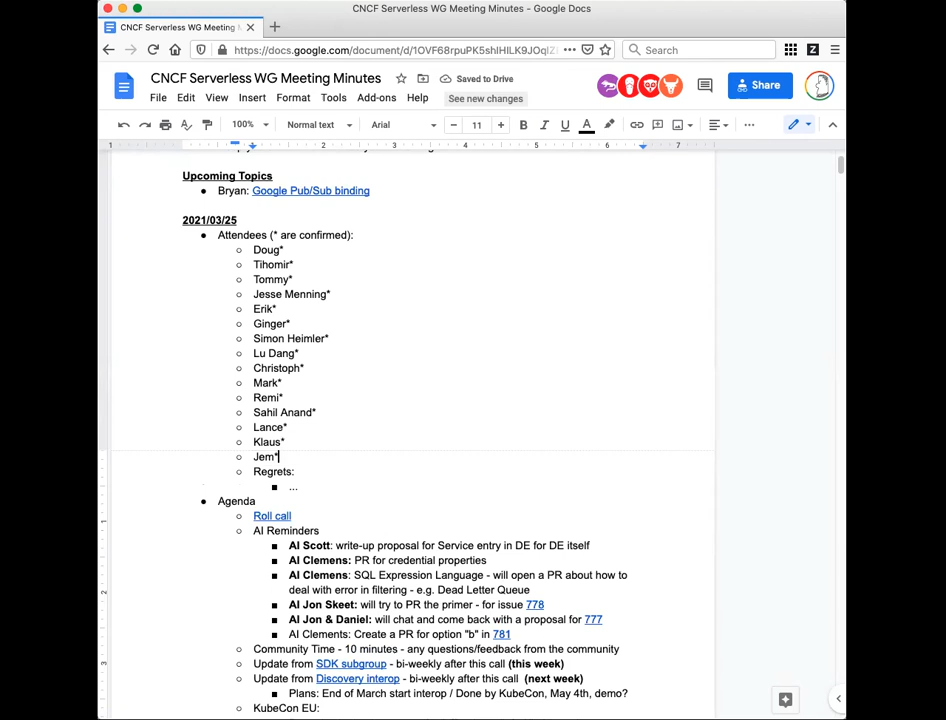 CNCF Serverless WG Meeting Minutes - Google Docs
CNCF Serverless WG Meeting Minutes
https://docs.google.com/document/d/1OVF68rpuPK5shIHILK9JOqlZ
Search
CNCF Serverless WG Meeting Minutes
Saved to Drive
File Edit View Insert Format Tools Add-ons Help
See new changes
Share
100% Normal text Arial 11 B I U A
1 1 2 3 4 5 6 7
Upcoming Topics
Bryan: Google Pub/Sub binding
2021/03/25
Attendees (* are confirmed):
Doug*
Tihomir*
Tommy*
Jesse Menning*
Erik*
Ginger*
Simon Heimler*
Lu Dang*
Christoph*
Mark*
Remi*
Sahil Anand*
Lance*
Klaus*
Jem*
Regrets:
...
Agenda
Roll call
AI Reminders
AI Scott: write-up proposal for Service entry in DE for DE itself
AI Clemens: PR for credential properties
AI Clemens: SQL Expression Language - will open a PR about how to
deal with error in filtering - e.g. Dead Letter Queue
AI Jon Skeet: will try to PR the primer - for issue 778
AI Jon & Daniel: will chat and come back with a proposal for 777
AI Clements: Create a PR for option "b" in 781
Community Time - 10 minutes - any questions/feedback from the community
Update from SDK subgroup - bi-weekly after this call (this week)
Update from Discovery interop - bi-weekly after this call (next week)
Plans: End of March start interop / Done by KubeCon, May 4th, demo?
KubeCon EU: